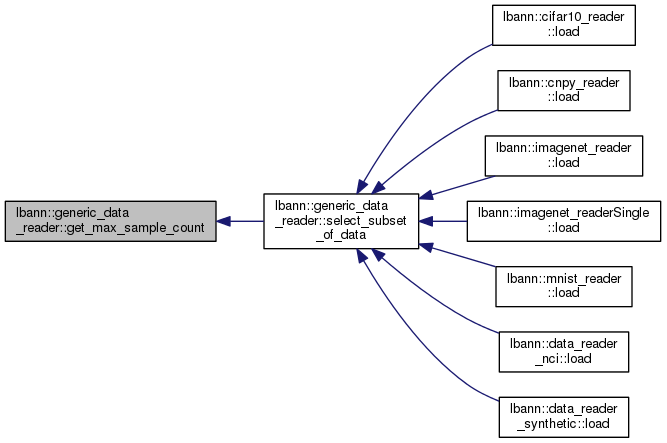 lbann::generic_data
_reader::get_max_sample_count
lbann::generic_data
_reader::select_subset
_of_data
lbann::cifar10_reader
::load
lbann::cnpy_reader
::load
lbann::imagenet_reader
::load
lbann::imagenet_readerSingle
::load
lbann::mnist_reader
::load
lbann::data_reader
_nci::load
lbann::data_reader
_synthetic::load